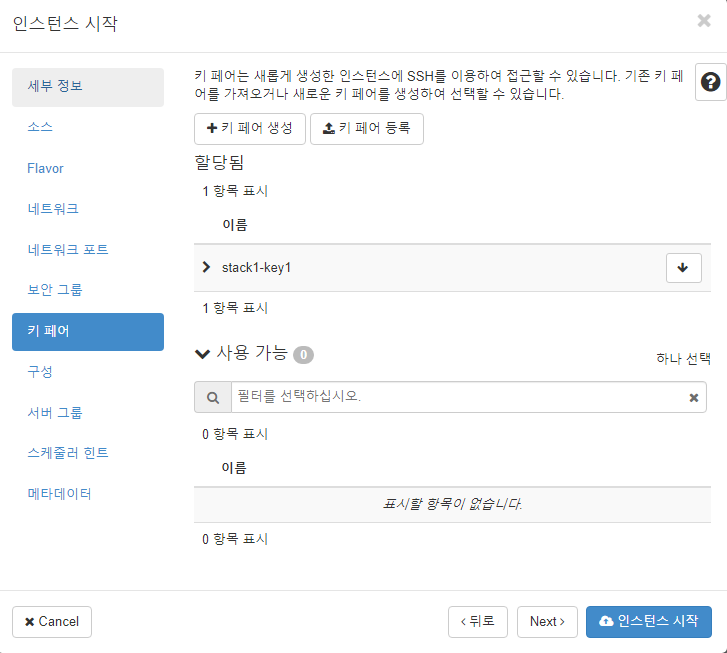 인스턴스 시작
세부 정보
소스
Flavor
네트워크
네트워크 포트
보안 그룹
키 페어
구성
서버 그룹
스케줄러 힌트
메타데이터
키 페어는 새롭게 생성한 인스턴스에 SSH를 이용하여 접근할 수 있습니다. 기존 키 페
어를 가져오거나 새로운 키 페어를 생성하여 선택할 수 있습니다.
키 페어 생성 키 페어 등록
할당됨
1 항목 표시
이름
stack1-key1
1 항목 표시
사용 가능 0 하나 선택
필터를 선택하십시오.
0 항목 표시
이름
표시할 항목이 없습니다.
0 항목 표시
Cancel < 뒤로 Next > 인스턴스 시작